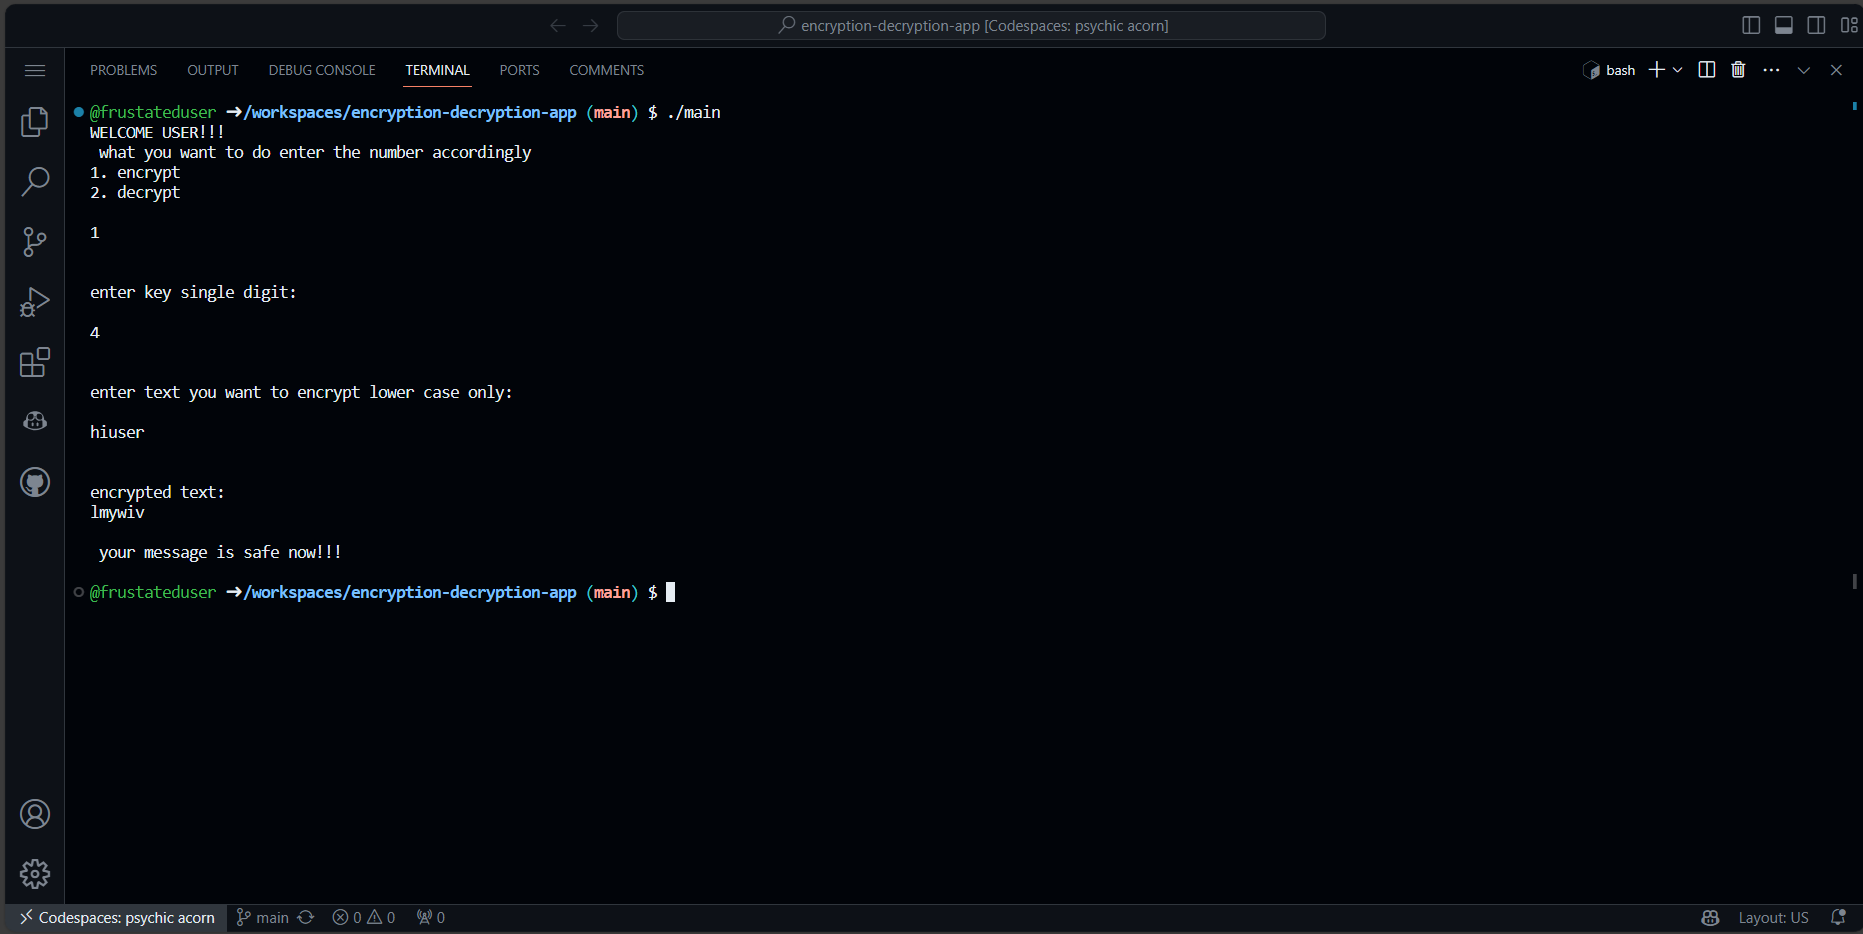 encryption-decryption-app [Codespaces: psychic acorn]
PROBLEMS OUTPUT DEBUG CONSOLE TERMINAL PORTS COMMENTS bash
@frustateduser ➜/workspaces/encryption-decryption-app (main) $ ./main
WELCOME USER!!!
what you want to do enter the number accordingly
1. encrypt
2. decrypt
1
enter key single digit:
4
enter text you want to encrypt lower case only:
hiuser
encrypted text:
lmywiv
your message is safe now!!!
@frustateduser ➜/workspaces/encryption-decryption-app (main) $
Codespaces: psychic acorn main 0 0 0 Layout: US